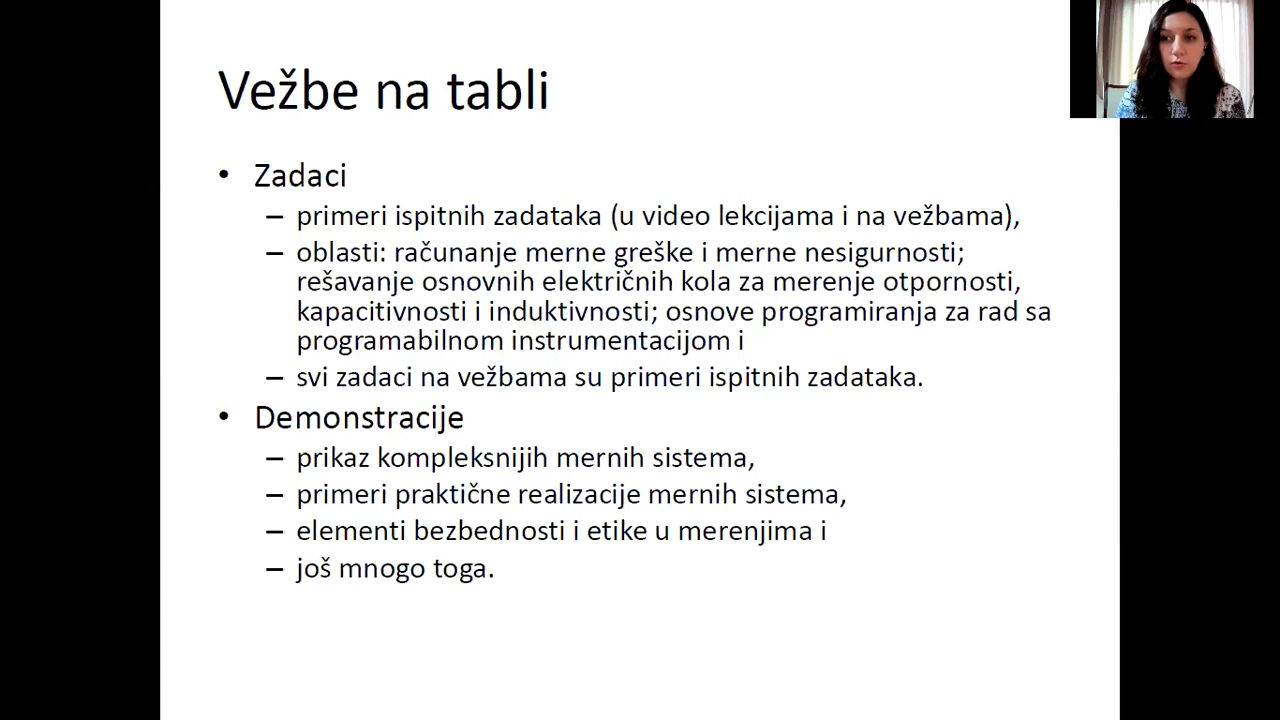 Vežbe na tabli
• Zadaci
– primeri ispitnih zadataka (u video lekcijama i na vežbama),
– oblasti: računanje merne greške i merne nesigurnosti;
rešavanje osnovnih električnih kola za merenje otpornosti,
kapacitivnosti i induktivnosti; osnove programiranja za rad sa
programabilnom instrumentacijom i
– svi zadaci na vežbama su primeri ispitnih zadataka.
• Demonstracije
– prikaz kompleksnijih mernih sistema,
– primeri praktične realizacije mernih sistema,
– elementi bezbednosti i etike u merenjima i
– još mnogo toga.